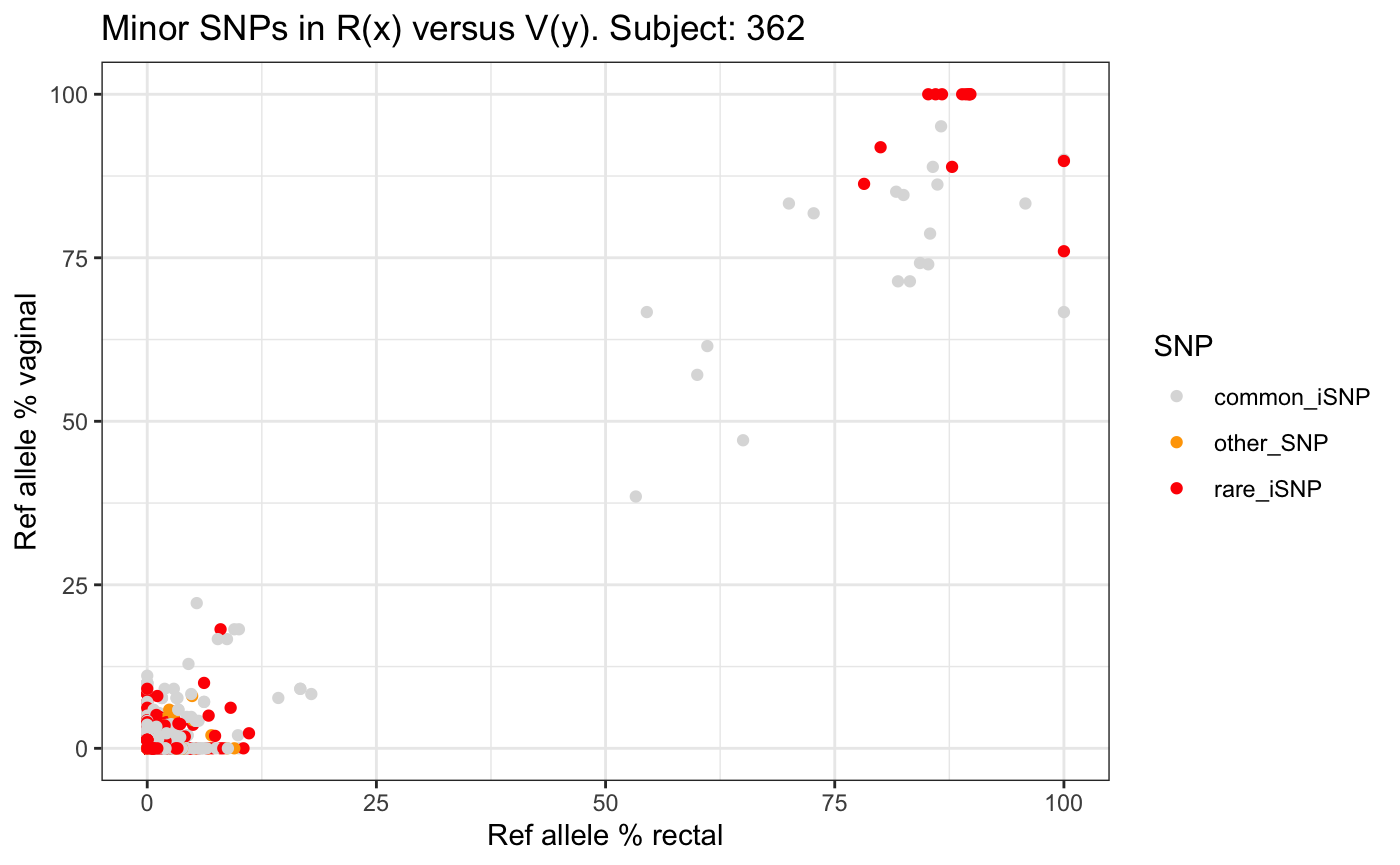 Minor SNPs in R(x) versus V(y). Subject: 362
100
75
50
25
0
Ref allele % vaginal
0 25 50 75 100
Ref allele % rectal
SNP
common_iSNP
other_SNP
rare_iSNP